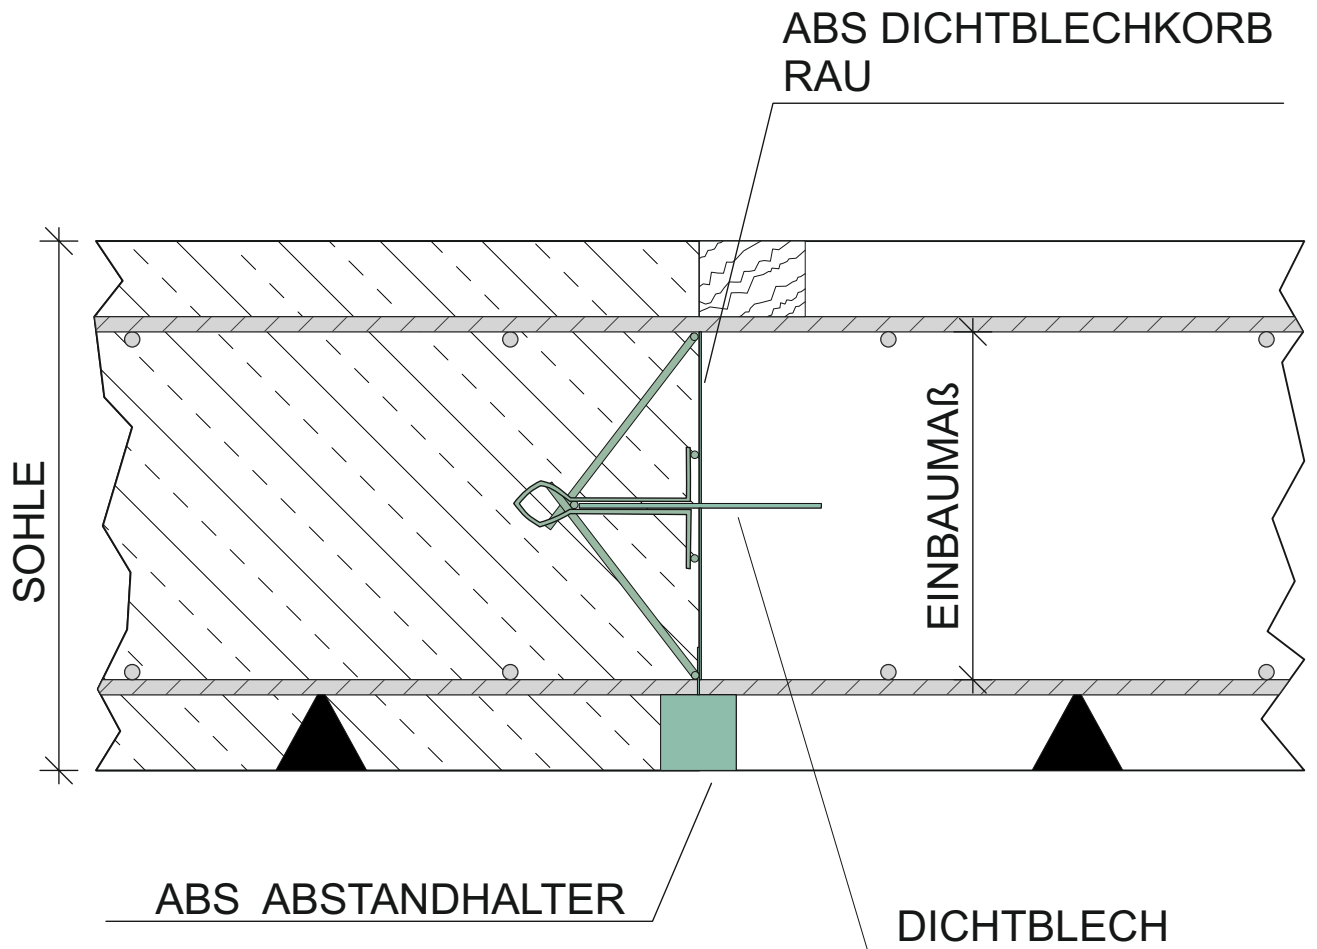 ABS DICHTBLECHKORB
RAU
SOHLE
EINBAUMAß
ABS ABSTANDHALTER
DICHTBLECH